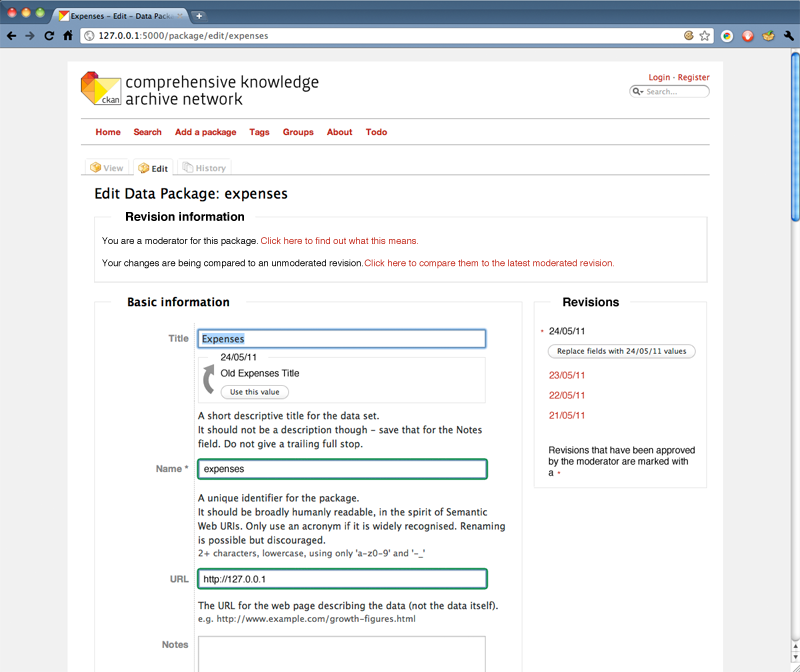 Expenses - Edit - Data Pack
127.0.0.1:5000/package/edit/expenses
ckan
comprehensive knowledge
archive network
Login - Register
Search...
Home Search Add a package Tags Groups About Todo
View Edit History
Edit Data Package: expenses
Revision information
You are a moderator for this package. Click here to find out what this means.
Your changes are being compared to an unmoderated revision.Click here to compare them to the latest moderated revision.
Basic information
Title Expenses
24/05/11
Old Expenses Title
Use this value
A short descriptive title for the data set.
It should not be a description though - save that for the Notes
field. Do not give a trailing full stop.
Name * expenses
A unique identifier for the package.
It should be broadly humanly readable, in the spirit of Semantic
Web URIs. Only use an acronym if it is widely recognised. Renaming
is possible but discouraged.
2+ characters, lowercase, using only 'a-z0-9' and '-_'
URL http://127.0.0.1
The URL for the web page describing the data (not the data itself).
e.g. http://www.example.com/growth-figures.html
Notes
Revisions
* 24/05/11
Replace fields with 24/05/11 values
23/05/11
22/05/11
21/05/11
Revisions that have been approved
by the moderator are marked with
a *